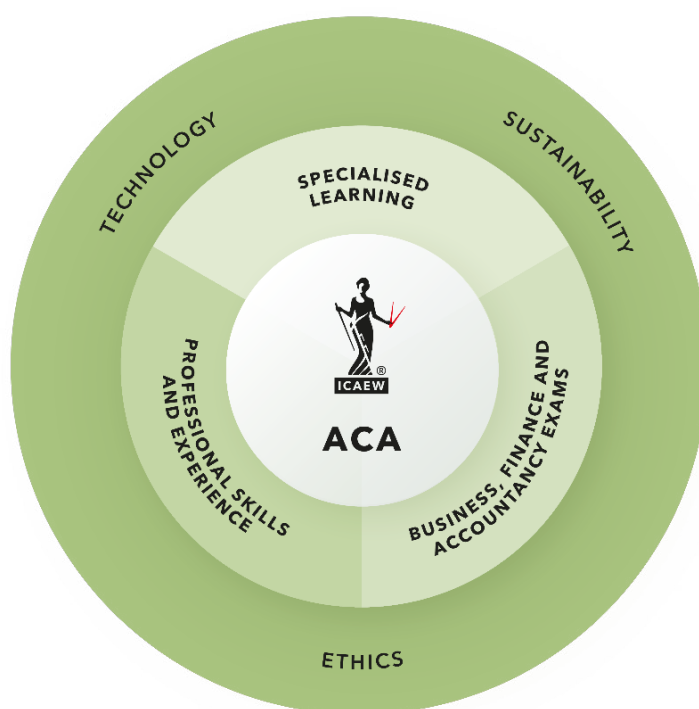 TECHNOLOGY
SUSTAINABILITY
SPECIALISED
LEARNING
PROFESSIONAL SKILLS
AND EXPERIENCE
BUSINESS, FINANCE AND
ACCOUNTANCY EXAMS
®
ICAEW
ACA
ETHICS